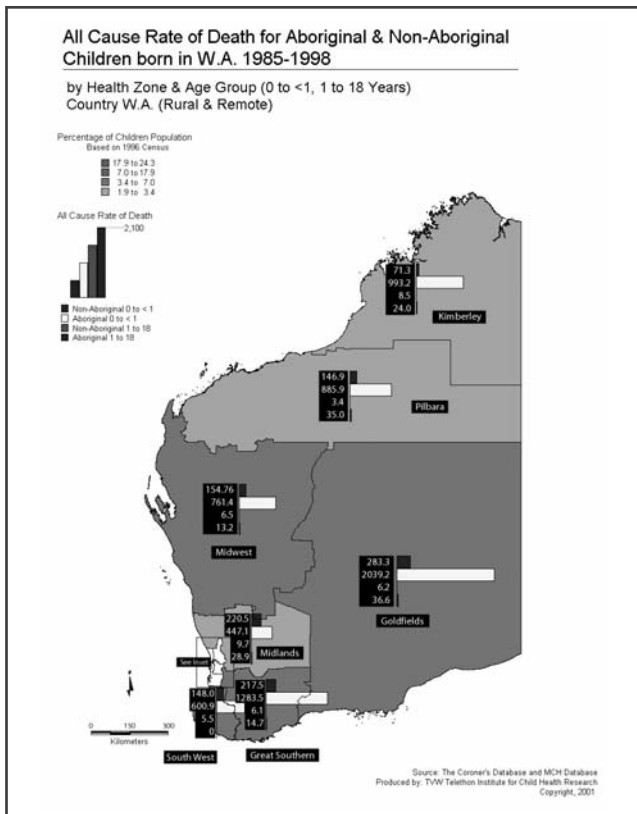 All Cause Rate of Death for Aboriginal & Non-Aboriginal
Children born in W.A. 1985-1998
by Health Zone & Age Group (0 to <1, 1 to 18 Years)
Country W.A. (Rural & Remote)
Percentage of Children Population
Based on 1996 Census
17.9 to 24.3
7.0 to 17.9
3.4 to 7.0
1.9 to 3.4
All Cause Rate of Death
2,100
Non-Aboriginal 0 to < 1
Aboriginal 0 to < 1
Non-Aboriginal 1 to 18
Aboriginal 1 to 18
71.3
993.2
8.5
24.0
Kimberley
146.9
885.9
3.4
35.0
Pilbara
154.76
761.4
6.5
13.2
Midwest
283.3
2039.2
6.2
36.6
Goldfields
220.5
447.1
9.7
28.9
Midlands
See Inset
148.0
600.9
5.5
0
South West
217.5
1283.5
6.1
14.7
Great Southern
0 150 300
Kilometers
Source: The Coroner's Database and MCH Database
Produced by: TVW Telethon Institute for Child Health Research
Copyright, 2001